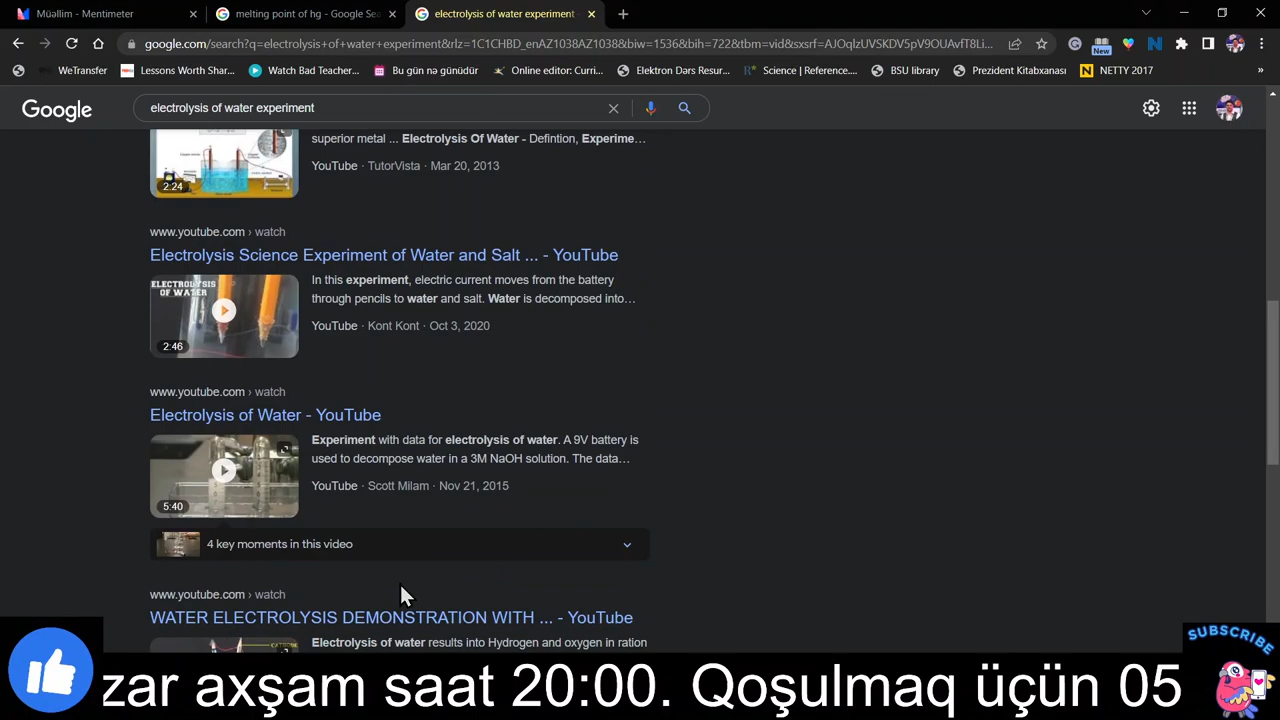 Müəllim - Mentimeter
melting point of hg - Google Sea
electrolysis of water experiment
google.com/search?q=electrolysis+of+water+experiment&rlz=1C1CHBD_enAZ1038AZ1038&biw=1536&bih=722&tbm=vid&sxsrf=AJOqlzUVSKDV5pV9OUAvfT8Li...
New
WeTransfer
Lessons Worth Shar...
Watch Bad Teacher...
Bu gün nə günüdür
Online editor: Curri...
Elektron Dars Resur...
Science | Reference....
BSU library
Prezident Kitabxanası
NETTY 2017
»
Google
electrolysis of water experiment
superior metal ... Electrolysis Of Water - Defintion, Experime...
YouTube · TutorVista · Mar 20, 2013
2:24
www.youtube.com › watch
Electrolysis Science Experiment of Water and Salt ... - YouTube
ELECTROLYSIS
OF WATER
2:46
In this experiment, electric current moves from the battery
through pencils to water and salt. Water is decomposed into...
YouTube · Kont Kont · Oct 3, 2020
www.youtube.com › watch
Electrolysis of Water - YouTube
5:40
Experiment with data for electrolysis of water. A 9V battery is
used to decompose water in a 3M NaOH solution. The data...
YouTube · Scott Milam · Nov 21, 2015
4 key moments in this video
www.youtube.com › watch
WATER ELECTROLYSIS DEMONSTRATION WITH ... - YouTube
Electrolysis of water results into Hydrogen and oxygen in ration
SUBSCRIBE
zar axşam saat 20:00. Qoşulmaq üçün 05